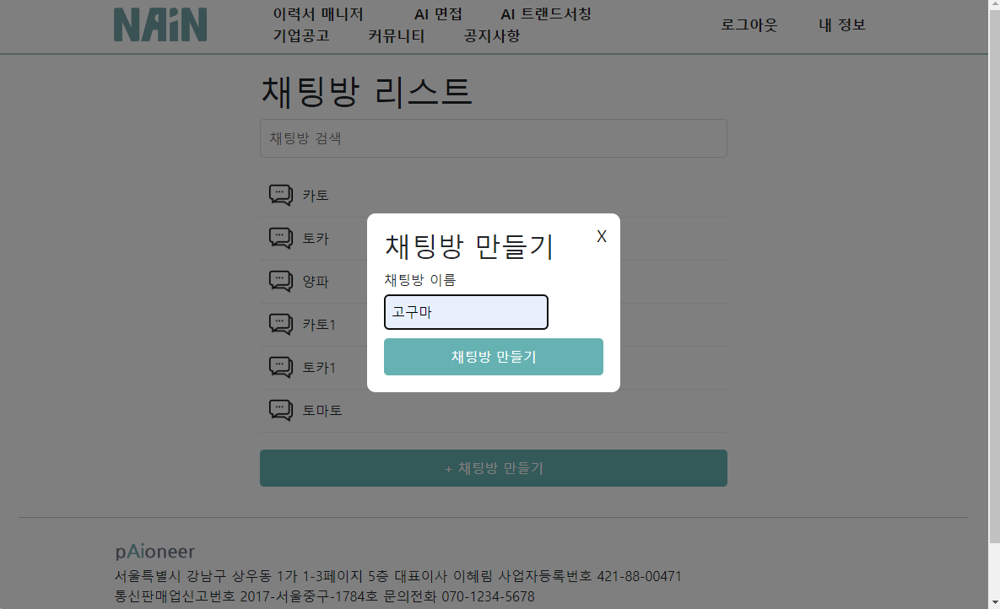 NAiN
이력서 매니저 AI 면접 AI 트랜드서칭
기업공고 커뮤니티 공지사항
로그아웃 내 정보
채팅방 리스트
채팅방 검색
카토
토카
양파
카토1
토카1
토마토
채팅방 만들기 X
채팅방 이름
고구마
채팅방 만들기
+ 채팅방 만들기
pAioneer
서울특별시 강남구 상우동 1가 1-3페이지 5층 대표이사 이혜림 사업자등록번호 421-88-00471
통신판매업신고번호 2017-서울중구-1784호 문의전화 070-1234-5678